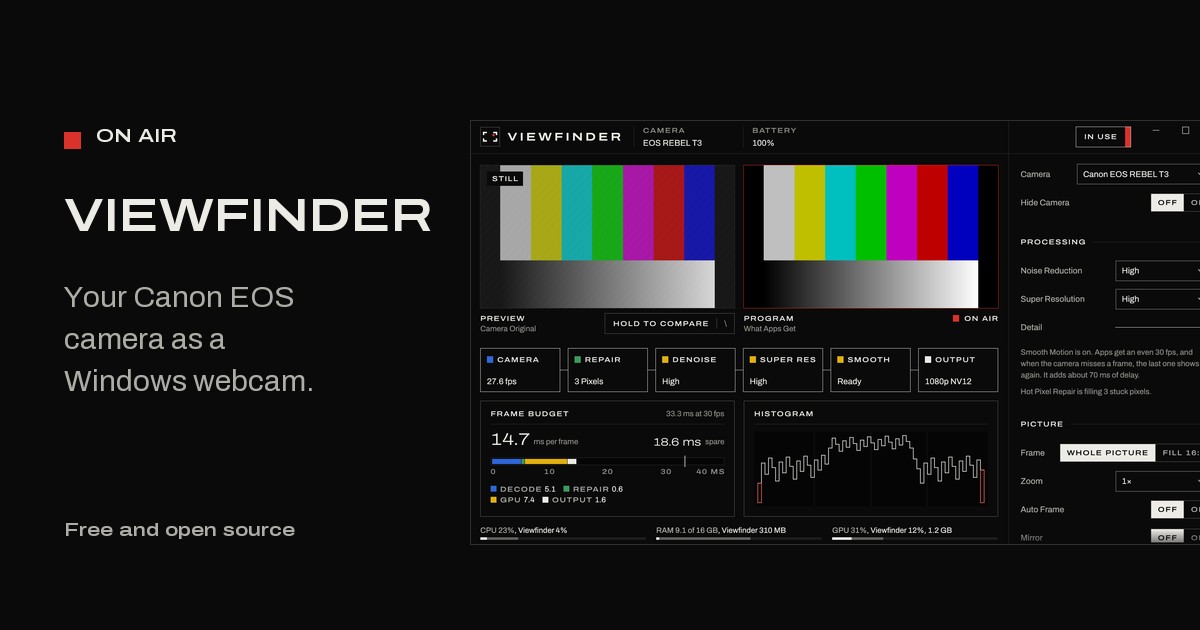 ON AIR
VIEWFINDER
Your Canon EOS
camera as a
Windows webcam.
Free and open source
VIEWFINDER
CAMERA
EOS REBEL T3
BATTERY
100%
IN USE
STILL
PREVIEW
Camera Original
HOLD TO COMPARE \
PROGRAM
What Apps Get
ON AIR
CAMERA
27.6 fps
REPAIR
3 Pixels
DENOISE
High
SUPER RES
High
SMOOTH
Ready
OUTPUT
1080p NV12
FRAME BUDGET 33.3 ms at 30 fps
14.7 ms per frame 18.6 ms spare
0 10 20 30 40 MS
DECODE 5.1 REPAIR 0.6
GPU 7.4 OUTPUT 1.6
HISTOGRAM
CPU 23%, Viewfinder 4%
RAM 9.1 of 16 GB, Viewfinder 310 MB
GPU 31%, Viewfinder 12%, 1.2 GB
Camera Canon EOS REBEL T3
Hide Camera OFF
PROCESSING
Noise Reduction High
Super Resolution High
Detail
Smooth Motion is on. Apps get an even 30 fps, and
when the camera misses a frame, the last one shows
again. It adds about 70 ms of delay.
Hot Pixel Repair is filling 3 stuck pixels.
PICTURE
Frame WHOLE PICTURE FILL 16:
Zoom 1×
Auto Frame OFF
Mirror OFF